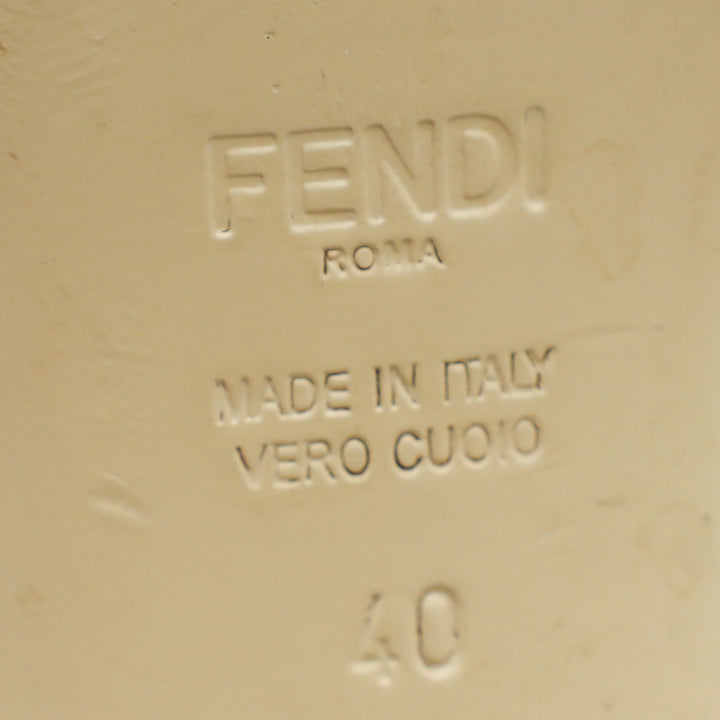 FENDI
ROMA
MADE IN ITALY
VERO CUOIO
40